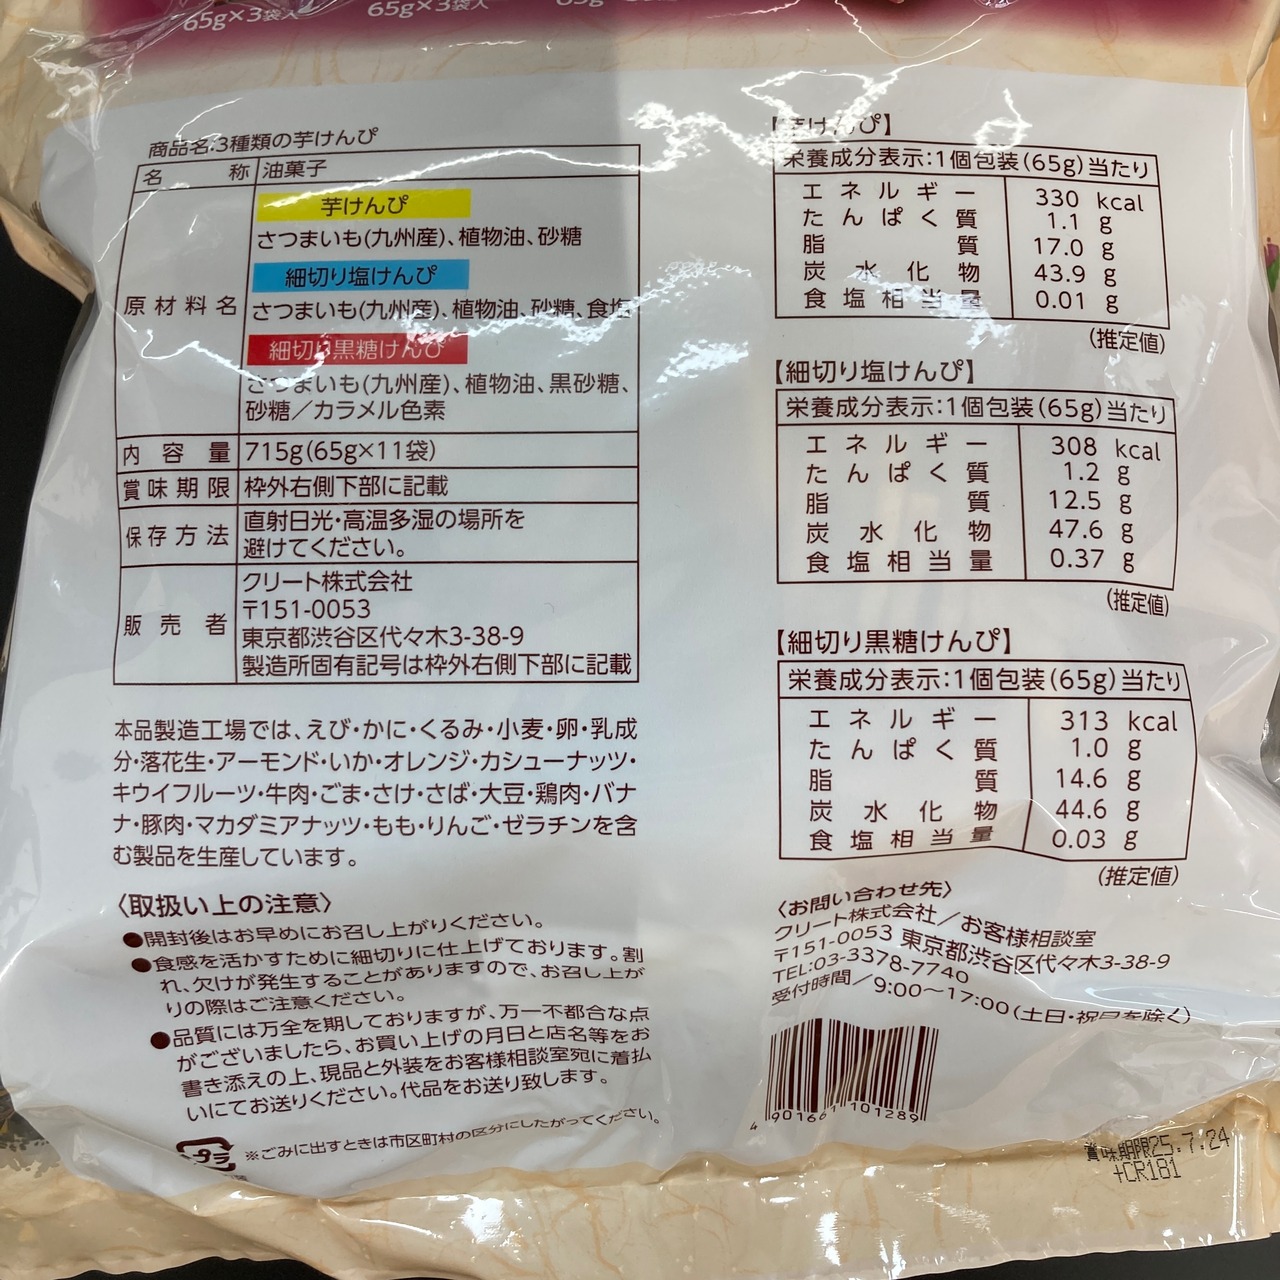 65g×3袋入
65g×3袋入
商品名:3種類の芋けんぴ
名称 油菓子
原材料名
芋けんぴ
さつまいも(九州産)、植物油、砂糖
細切り塩けんぴ
さつまいも(九州産)、植物油、砂糖、食塩
細切り黒糖けんぴ
さつまいも(九州産)、植物油、黒砂糖、
砂糖/カラメル色素
内容量 715g(65g×11袋)
賞味期限 枠外右側下部に記載
保存方法 直射日光・高温多湿の場所を
避けてください。
販売者 クリート株式会社
〒151-0053
東京都渋谷区代々木3-38-9
製造所固有記号は枠外右側下部に記載
本品製造工場では、えび・かに・くるみ・小麦・卵・乳成
分・落花生・アーモンド・いか・オレンジ・カシューナッツ・
キウイフルーツ・牛肉・ごま・さけ・さば・大豆・鶏肉・バナ
ナ・豚肉・マカダミアナッツ・もも・りんご・ゼラチンを含
む製品を生産しています。
〈取扱い上の注意〉
●開封後はお早めにお召し上がりください。
●食感を活かすために細切りに仕上げております。割
れ、欠けが発生することがありますので、お召し上が
りの際はご注意ください。
●品質には万全を期しておりますが、万一不都合な点
がございましたら、お買い上げの月日と店名等をお
書き添えの上、現品と外装をお客様相談室宛に着払
いにてお送りください。代品をお送り致します。
プラ
※ごみに出すときは市区町村の区分にしたがってください。
【芋けんぴ】
栄養成分表示:1個包装(65g)当たり
エネルギー 330 kcal
たんぱく質 1.1 g
脂質 17.0 g
炭水化物 43.9 g
食塩相当量 0.01 g
(推定値)
【細切り塩けんぴ】
栄養成分表示:1個包装(65g)当たり
エネルギー 308 kcal
たんぱく質 1.2 g
脂質 12.5 g
炭水化物 47.6 g
食塩相当量 0.37 g
(推定値)
【細切り黒糖けんぴ】
栄養成分表示:1個包装(65g)当たり
エネルギー 313 kcal
たんぱく質 1.0 g
脂質 14.6 g
炭水化物 44.6 g
食塩相当量 0.03 g
(推定値)
〈お問い合わせ先〉
クリート株式会社/お客様相談室
〒151-0053 東京都渋谷区代々木3-38-9
TEL:03-3378-7740
受付時間/9:00～17:00(土日・祝日を除く)
4 901661 101289
賞味期限25.7.24
+CR181